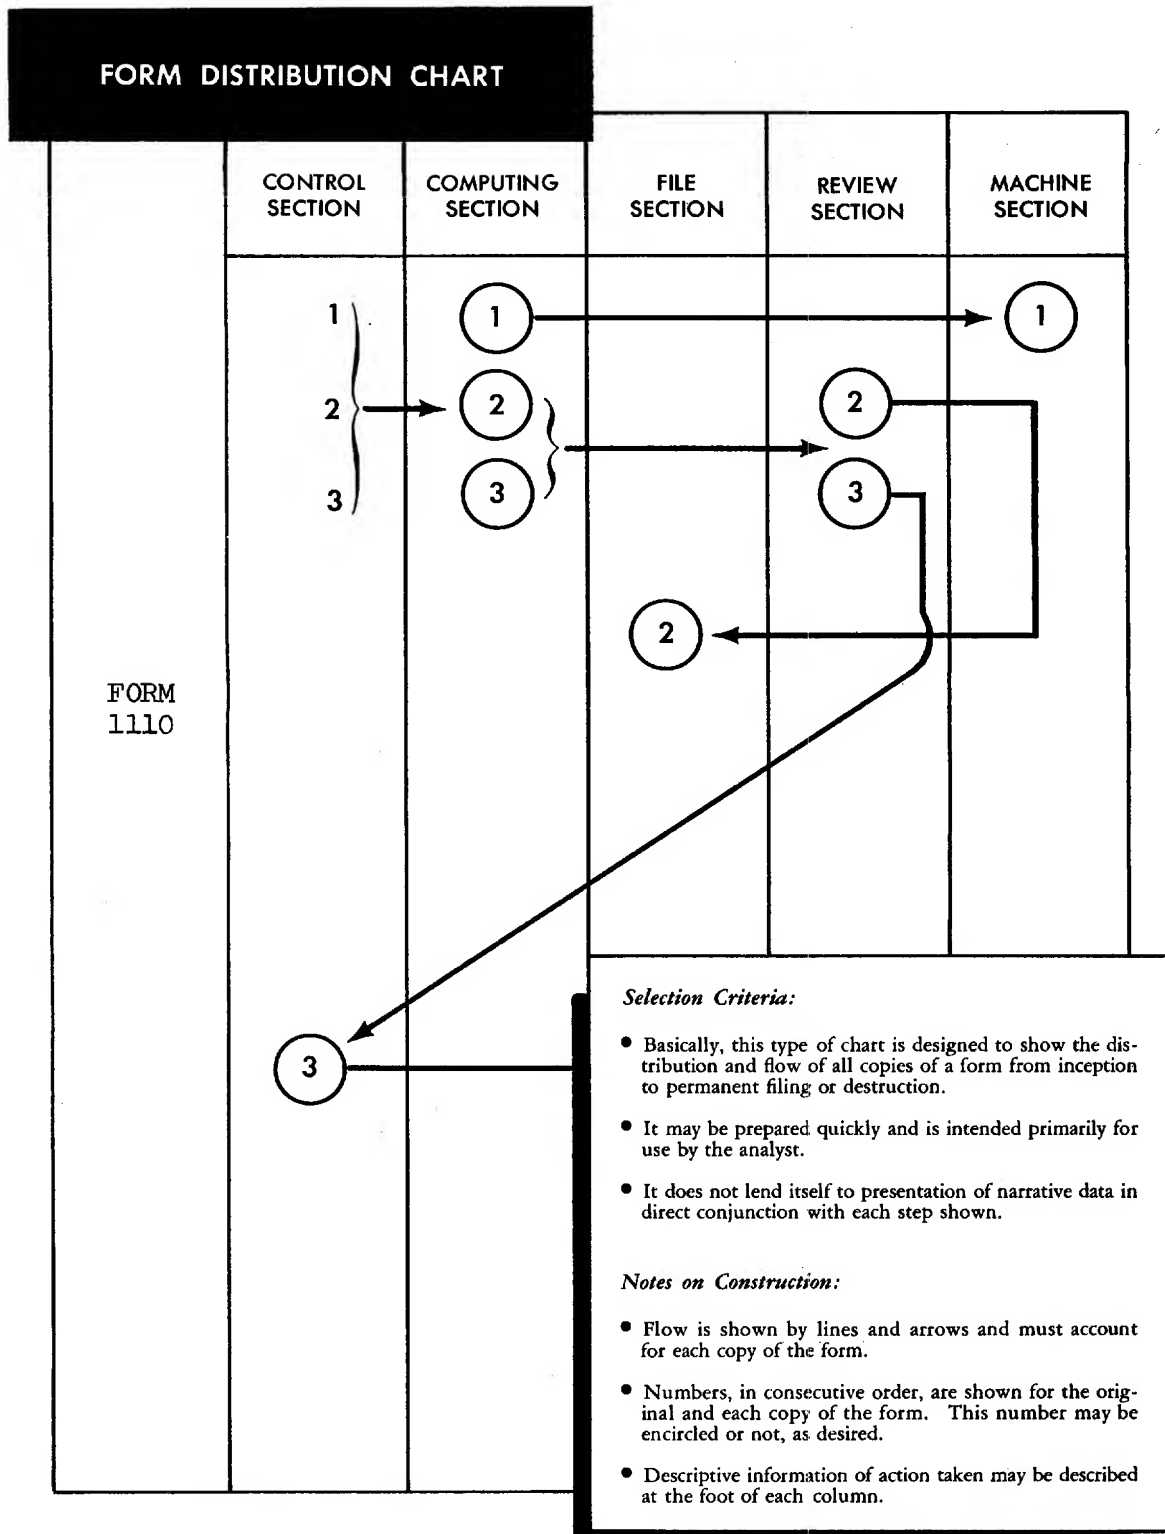 FORM DISTRIBUTION CHART
CONTROL
SECTION
COMPUTING
SECTION
FILE
SECTION
REVIEW
SECTION
MACHINE
SECTION
1
1
1
2
2
2
3
3
3
2
FORM
1110
3
Selection Criteria:
• Basically, this type of chart is designed to show the dis-
tribution and flow of all copies of a form from inception
to permanent filing or destruction.
• It may be prepared quickly and is intended primarily for
use by the analyst.
• It does not lend itself to presentation of narrative data in
direct conjunction with each step shown.
Notes on Construction:
• Flow is shown by lines and arrows and must account
for each copy of the form.
• Numbers, in consecutive order, are shown for the orig-
inal and each copy of the form. This number may be
encircled or not, as desired.
• Descriptive information of action taken may be described
at the foot of each column.